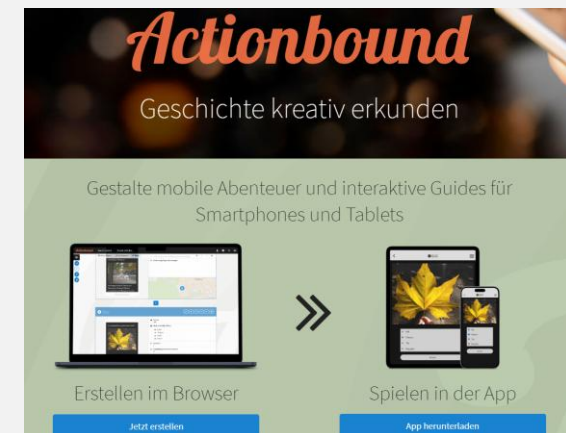 Actionbound
Geschichte kreativ erkunden
Gestalte mobile Abenteuer und interaktive Guides für
Smartphones und Tablets
Erstellen im Browser
Spielen in der App
Jetzt erstellen
App herunterladen